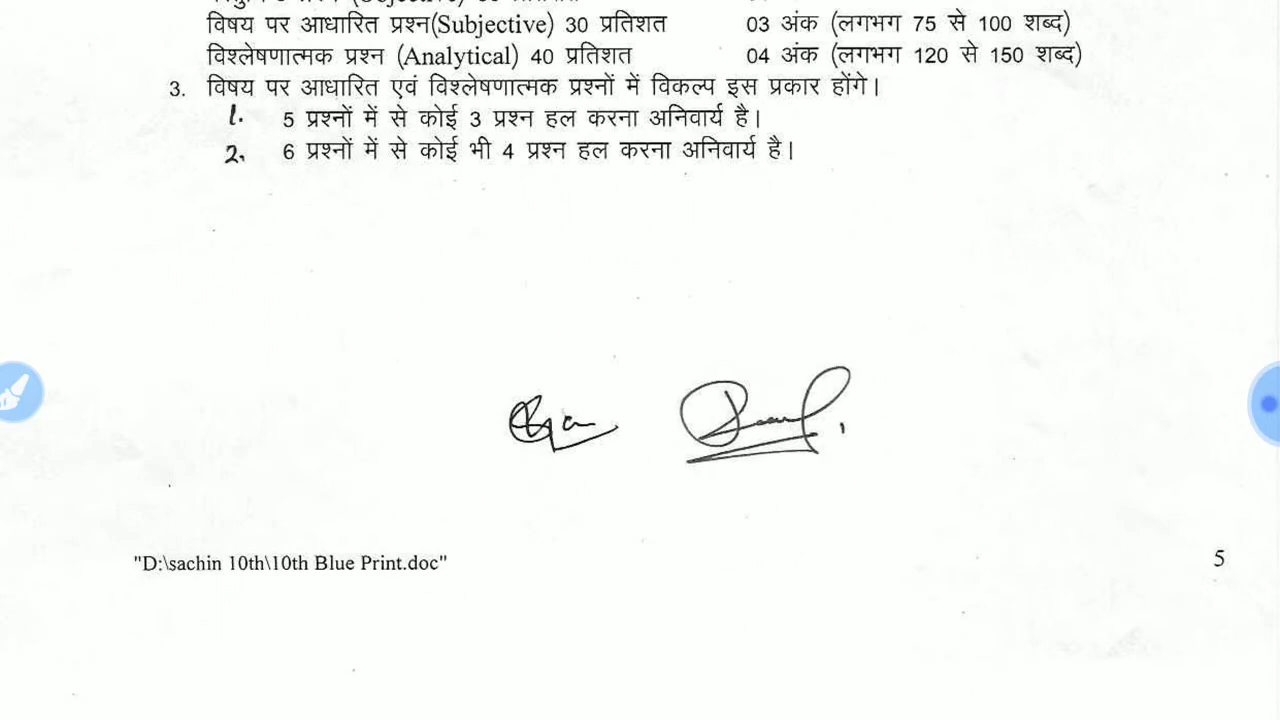 विषय पर आधारित प्रश्न(Subjective) 30 प्रतिशत 03 अंक (लगभग 75 से 100 शब्द)
विश्लेषणात्मक प्रश्न (Analytical) 40 प्रतिशत 04 अंक (लगभग 120 से 150 शब्द)
3. विषय पर आधारित एवं विश्लेषणात्मक प्रश्नों में विकल्प इस प्रकार होंगे।
1. 5 प्रश्नों में से कोई 3 प्रश्न हल करना अनिवार्य है।
2. 6 प्रश्नों में से कोई भी 4 प्रश्न हल करना अनिवार्य है।
"D:\sachin 10th\10th Blue Print.doc" 5